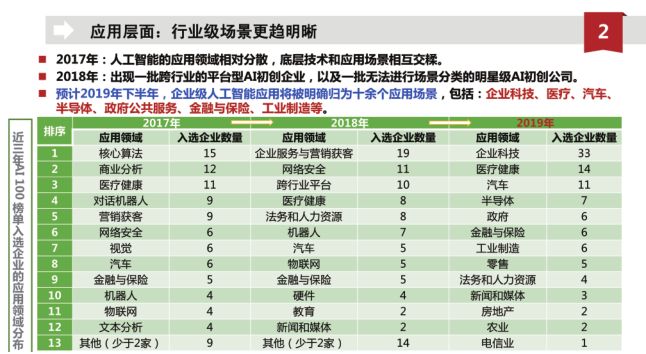 应用层面：行业级场景更趋明晰
2
2017年：人工智能的应用领域相对分散，底层技术和应用场景相互交糅。
2018年：出现一批跨行业的平台型AI初创企业，以及一批无法进行场景分类的明星级AI初创公司。
预计2019年下半年，企业级人工智能应用将被明确归为十余个应用场景，包括：企业科技、医疗、汽车、
半导体、政府公共服务、金融与保险、工业制造等。
近三年AI 100榜单入选企业的应用领域分布
排序 2017年 2018年 2019年
应用领域 入选企业数量 应用领域 入选企业数量 应用领域 入选企业数量
1 核心算法 15 企业服务与营销获客 19 企业科技 33
2 商业分析 12 网络安全 11 医疗健康 14
3 医疗健康 11 跨行业平台 10 汽车 11
4 对话机器人 9 医疗健康 8 半导体 7
5 营销获客 9 法务和人力资源 8 政府 6
6 网络安全 6 机器人 7 金融与保险 6
7 视觉 6 汽车 5 工业制造 6
8 汽车 6 物联网 5 零售 5
9 金融与保险 5 金融与保险 5 法务和人力资源 4
10 机器人 4 硬件 4 新闻和媒体 3
11 物联网 4 教育 2 房地产 2
12 文本分析 4 新闻和媒体 2 农业 2
13 其他（少于2家） 9 其他（少于2家） 14 电信业 1